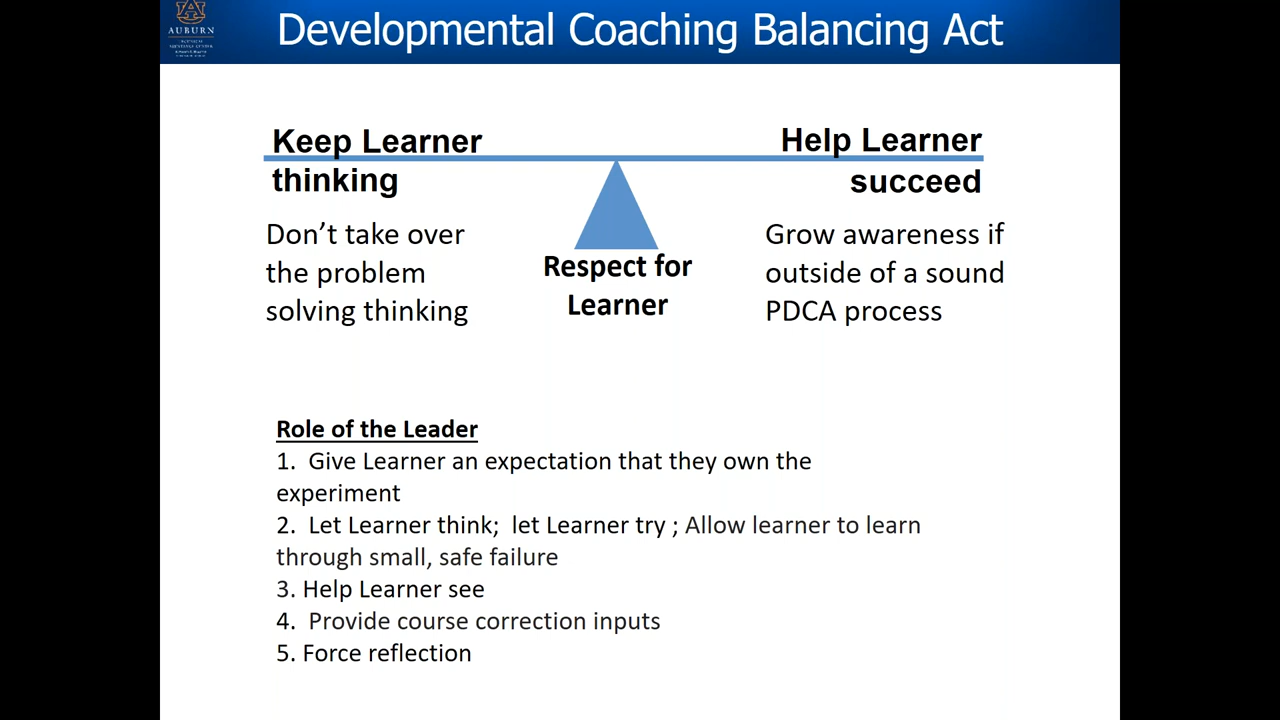 AUBURN
Developmental Coaching Balancing Act
Keep Learner
thinking
Help Learner
succeed
Don’t take over
the problem
solving thinking
Respect for
Learner
Grow awareness if
outside of a sound
PDCA process
Role of the Leader
1.  Give Learner an expectation that they own the
experiment
2.  Let Learner think;  let Learner try ; Allow learner to learn
through small, safe failure
3. Help Learner see
4.  Provide course correction inputs
5. Force reflection